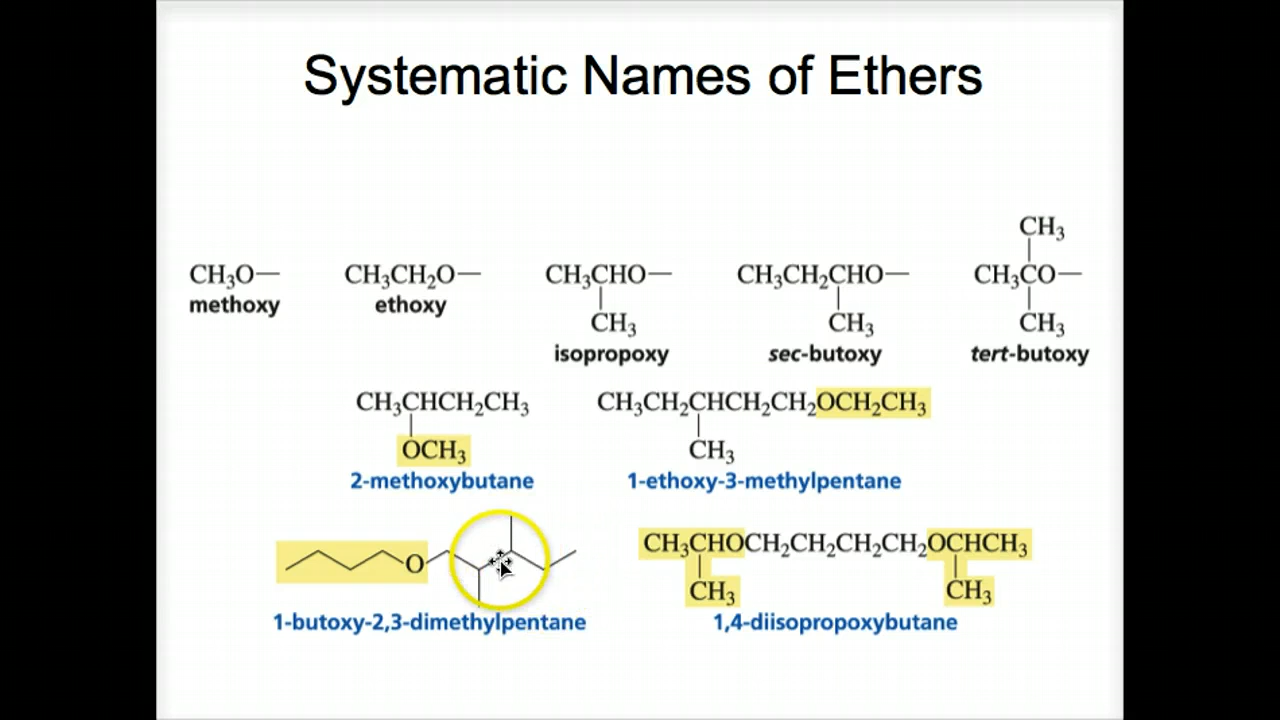 Systematic Names of Ethers
CH₃
CH₃O— CH₃CH₂O— CH₃CHO— CH₃CH₂CHO— CH₃CO—
methoxy ethoxy CH₃ CH₃ CH₃
isopropoxy sec-butoxy tert-butoxy
CH₃CHCH₂CH₃ CH₃CH₂CHCH₂CH₂OCH₂CH₃
OCH₃ CH₃
2-methoxybutane 1-ethoxy-3-methylpentane
O CH₃CHOCH₂CH₂CH₂CH₂OCHCH₃
CH₃ CH₃
1-butoxy-2,3-dimethylpentane 1,4-diisopropoxybutane